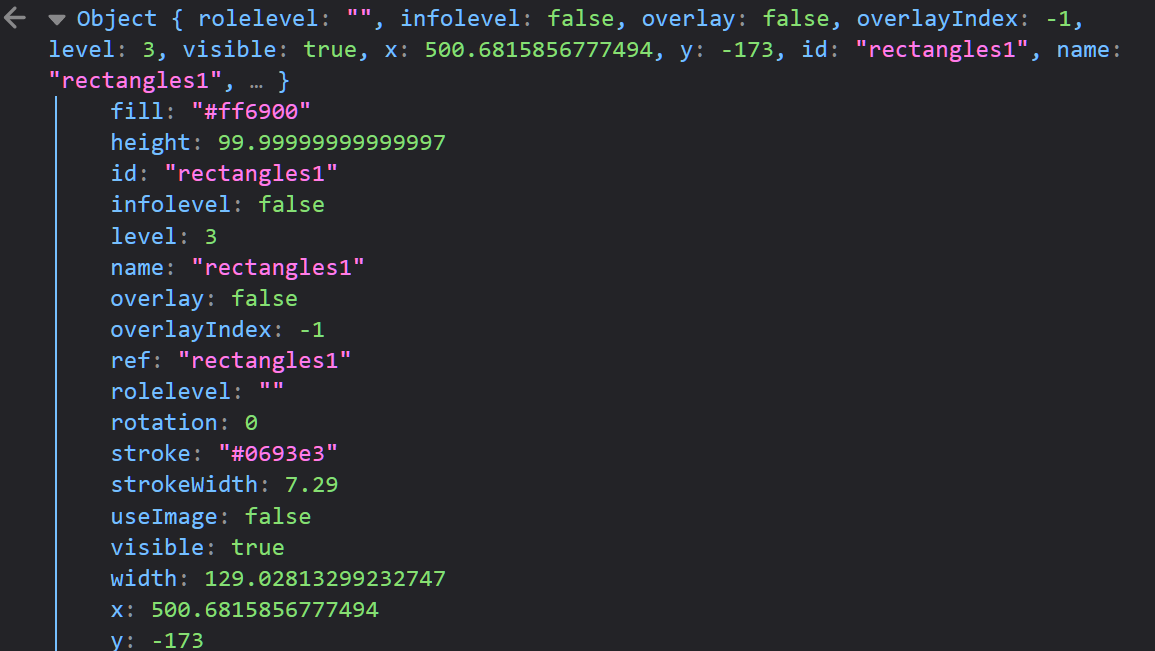 Object { rolelevel: "", infolevel: false, overlay: false, overlayIndex: -1,
level: 3, visible: true, x: 500.6815856777494, y: -173, id: "rectangles1", name:
"rectangles1", … }
fill: "#ff6900"
height: 99.99999999999997
id: "rectangles1"
infolevel: false
level: 3
name: "rectangles1"
overlay: false
overlayIndex: -1
ref: "rectangles1"
rolelevel: ""
rotation: 0
stroke: "#0693e3"
strokeWidth: 7.29
useImage: false
visible: true
width: 129.02813299232747
x: 500.6815856777494
y: -173